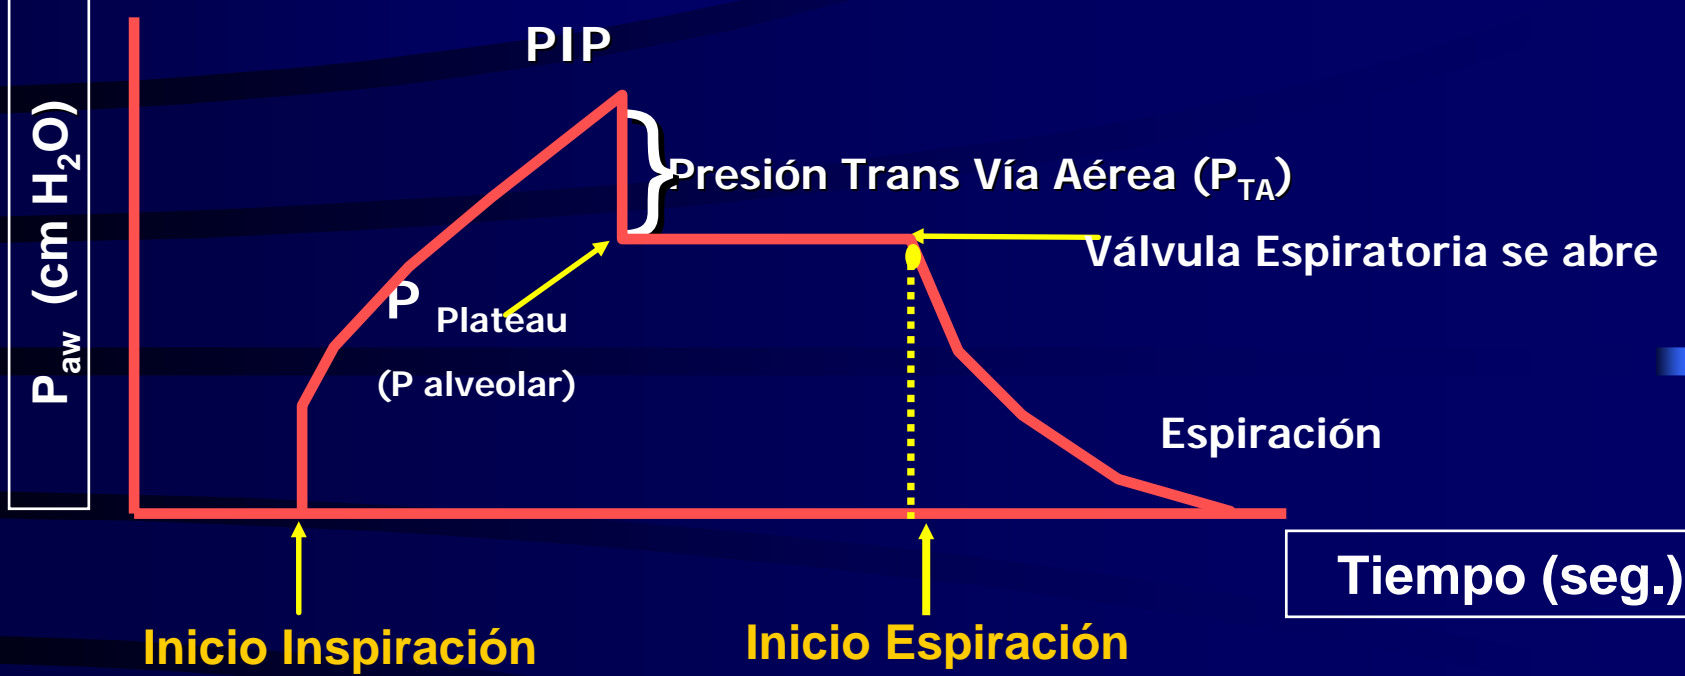 PIP
P aw (cm H2O)
Presión Trans Vía Aérea (PTA)
Válvula Espiratoria se abre
P Plateau
(P alveolar)
Espiración
Tiempo (seg.)
Inicio Inspiración
Inicio Espiración